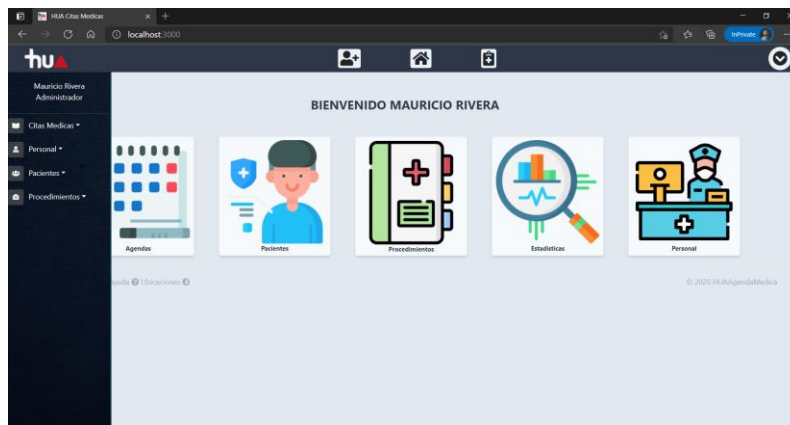 HUA Citas Medicas
localhost:3000
InPrivate
hua
Mauricio Rivera
Administrador
BIENVENIDO MAURICIO RIVERA
Citas Medicas
Personal
Pacientes
Procedimientos
Agendas
Pacientes
Procedimientos
Estadisticas
Personal
yuda Ubicaciones
© 2020 HUAAgendaMedica